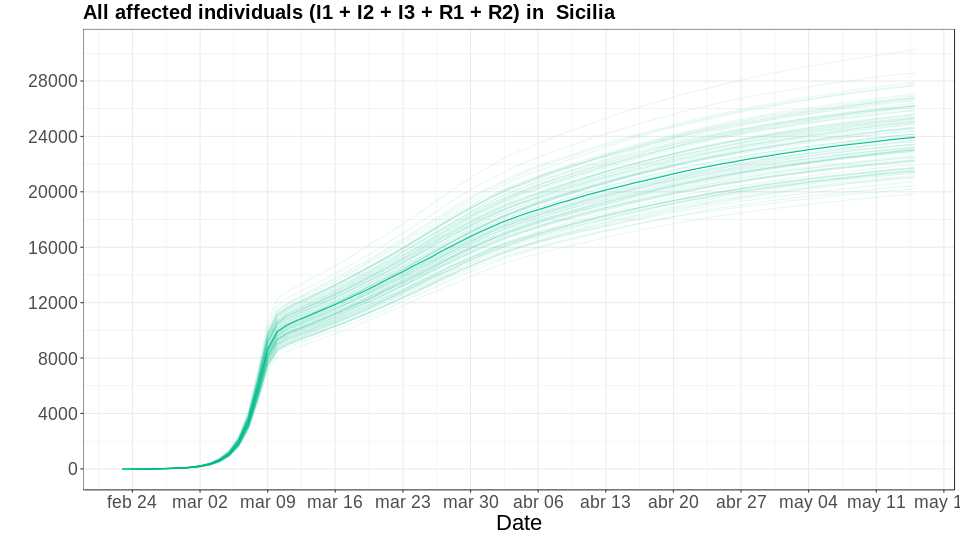 All affected individuals (I1 + I2 + I3 + R1 + R2) in  Sicilia
28000
24000
20000
16000
12000
8000
4000
0
feb 24 mar 02 mar 09 mar 16 mar 23 mar 30 abr 06 abr 13 abr 20 abr 27 may 04 may 11 may 1
Date